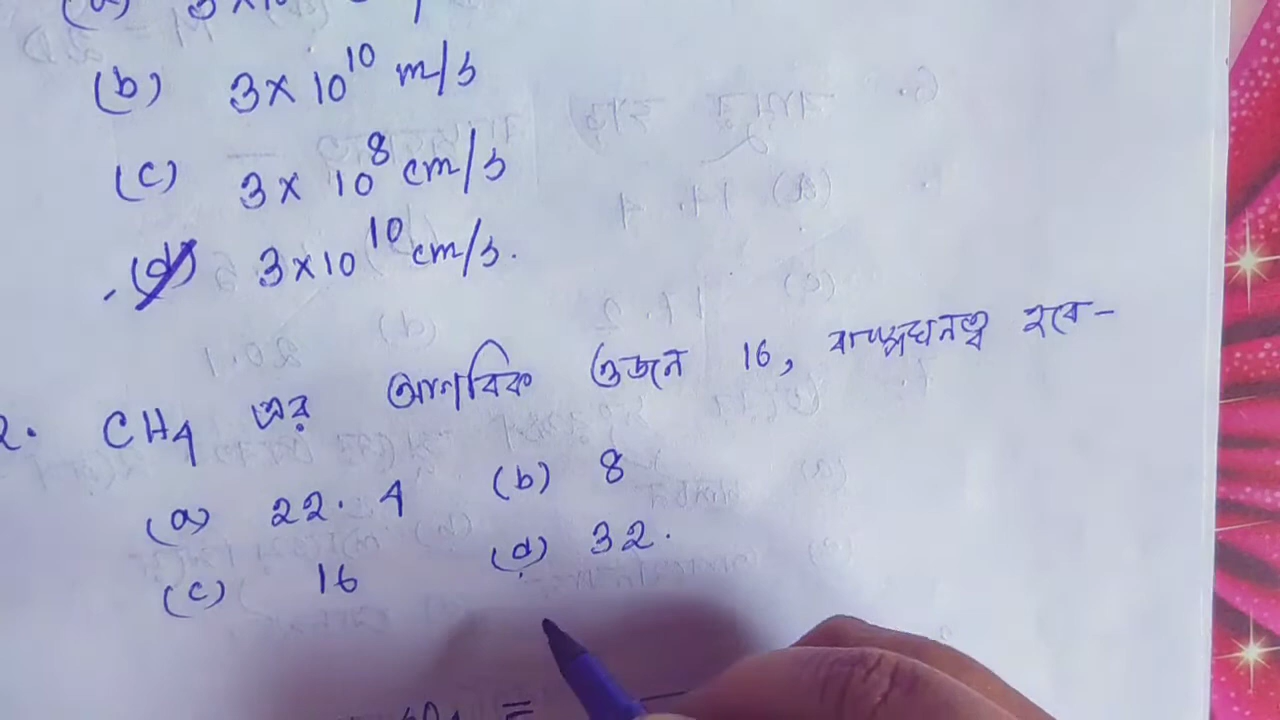 (b) 3×10¹⁰ m/s
(c) 3×10⁸ cm/s
(d) 3×10¹⁰ cm/s.
2. CH4 এর আণবিক ওজন 16, বাষ্পঘনত্ব হবে-
(a) 22.4 (b) 8
(c) 16 (d) 32.